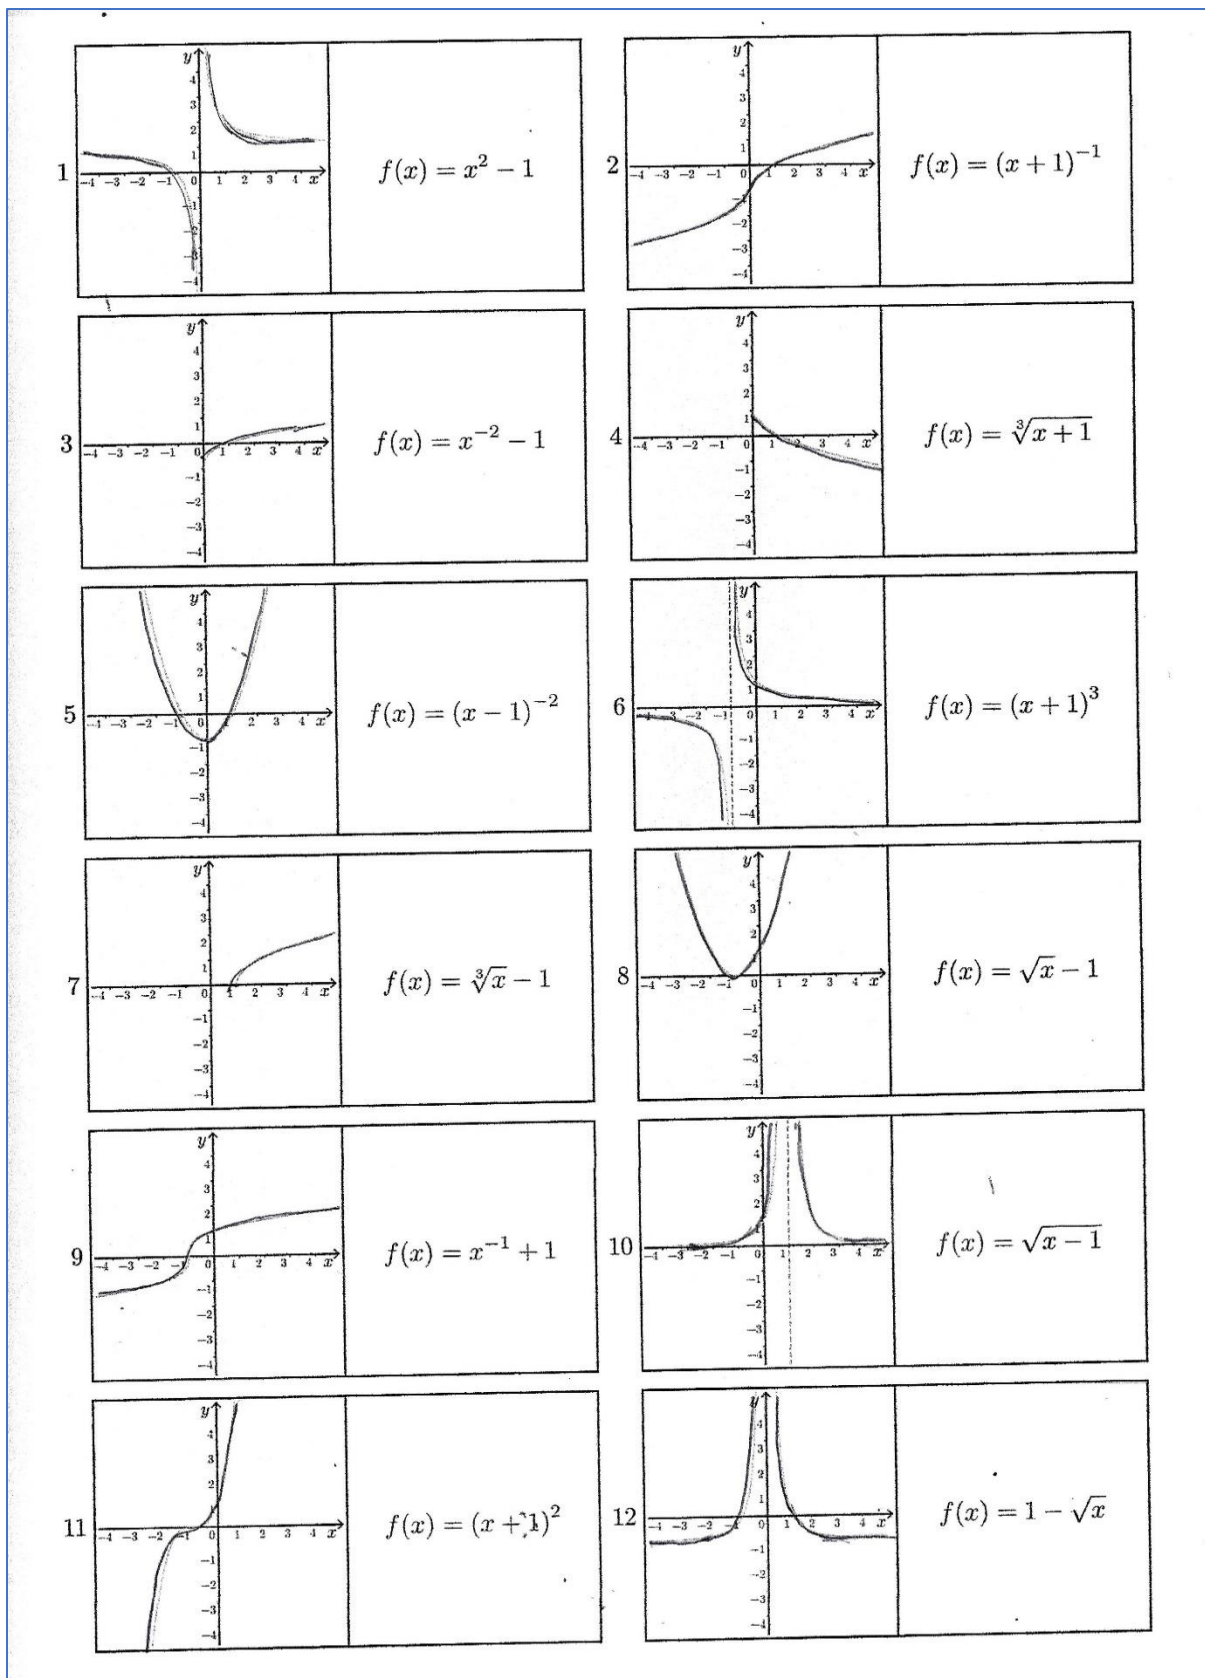 1 f(x) = x² − 1
2 f(x) = (x + 1)⁻¹
3 f(x) = x⁻² − 1
4 f(x) = ∛(x + 1)
5 f(x) = (x − 1)⁻²
6 f(x) = (x + 1)³
7 f(x) = ∛x − 1
8 f(x) = √x − 1
9 f(x) = x⁻¹ + 1
10 f(x) = √(x − 1)
11 f(x) = (x + 1)²
12 f(x) = 1 − √x